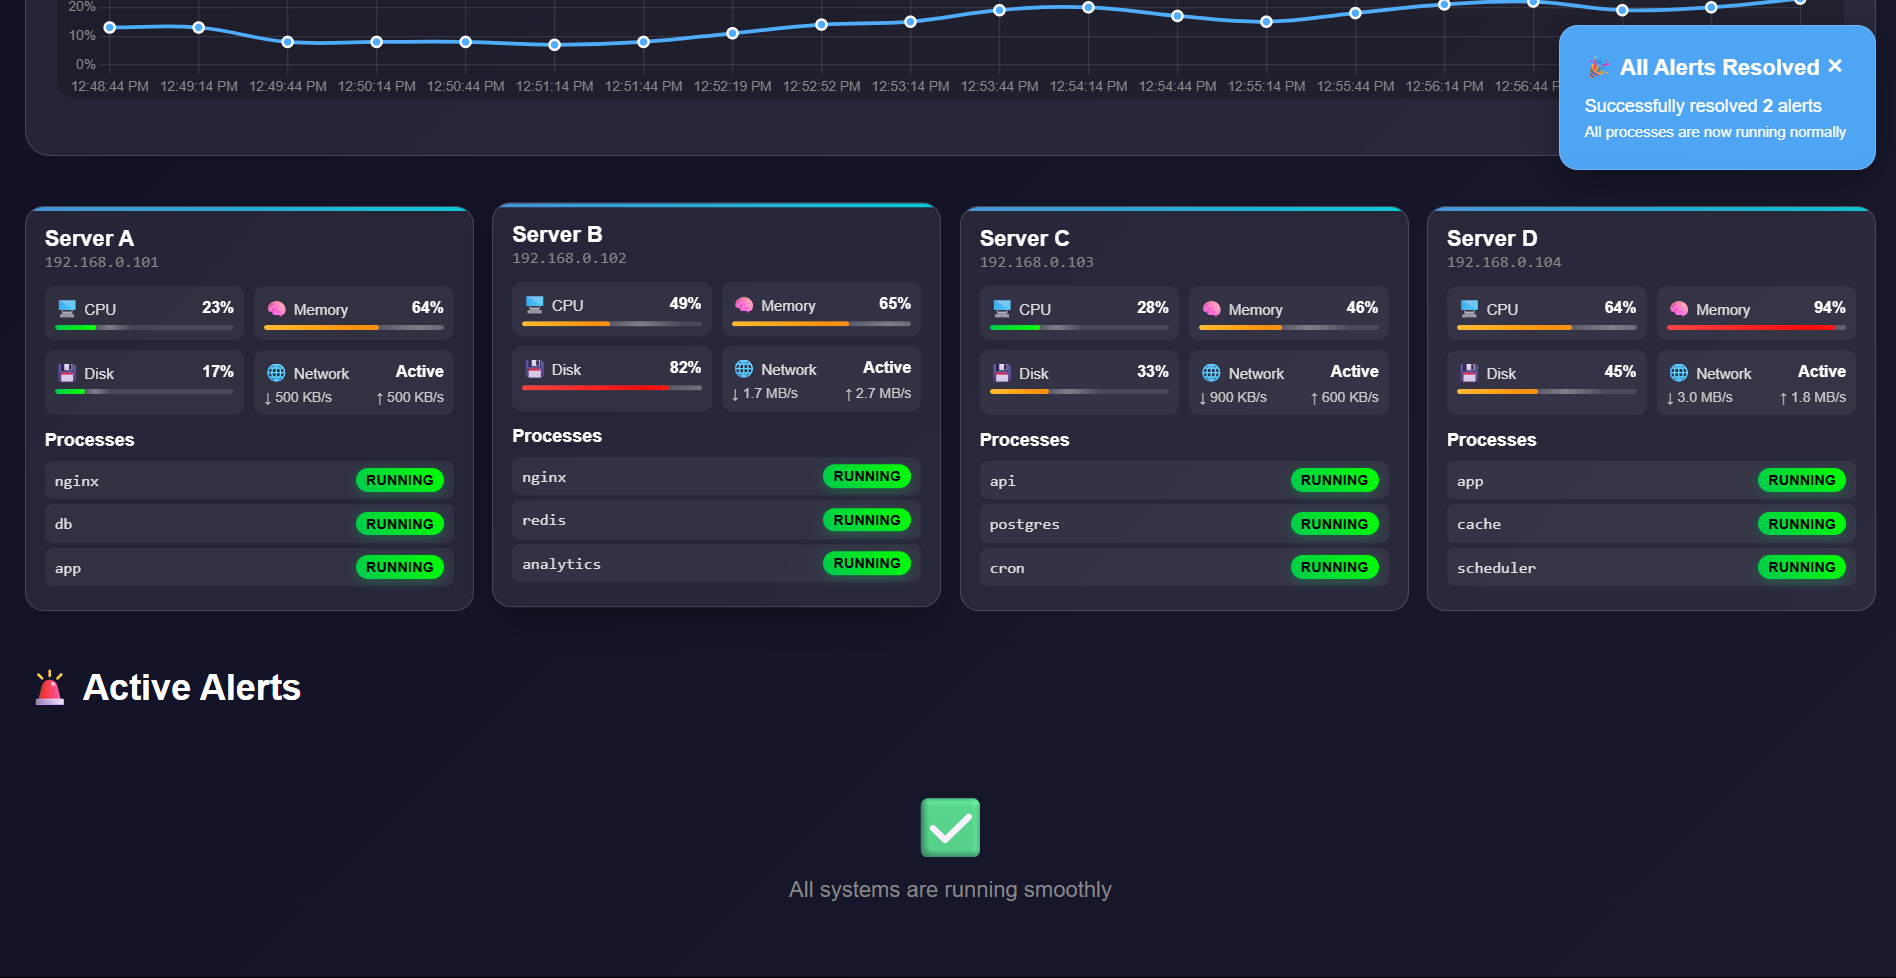 20%
10%
0%
12:48:44 PM 12:49:14 PM 12:49:44 PM 12:50:14 PM 12:50:44 PM 12:51:14 PM 12:51:44 PM 12:52:19 PM 12:52:52 PM 12:53:14 PM 12:53:44 PM 12:54:14 PM 12:54:44 PM 12:55:14 PM 12:55:44 PM 12:56:14 PM 12:56:44 P
All Alerts Resolved ×
Successfully resolved 2 alerts
All processes are now running normally
Server A
192.168.0.101
CPU 23%
Memory 64%
Disk 17%
Network Active
↓ 500 KB/s ↑ 500 KB/s
Processes
nginx RUNNING
db RUNNING
app RUNNING
Server B
192.168.0.102
CPU 49%
Memory 65%
Disk 82%
Network Active
↓ 1.7 MB/s ↑ 2.7 MB/s
Processes
nginx RUNNING
redis RUNNING
analytics RUNNING
Server C
192.168.0.103
CPU 28%
Memory 46%
Disk 33%
Network Active
↓ 900 KB/s ↑ 600 KB/s
Processes
api RUNNING
postgres RUNNING
cron RUNNING
Server D
192.168.0.104
CPU 64%
Memory 94%
Disk 45%
Network Active
↓ 3.0 MB/s ↑ 1.8 MB/s
Processes
app RUNNING
cache RUNNING
scheduler RUNNING
Active Alerts
All systems are running smoothly